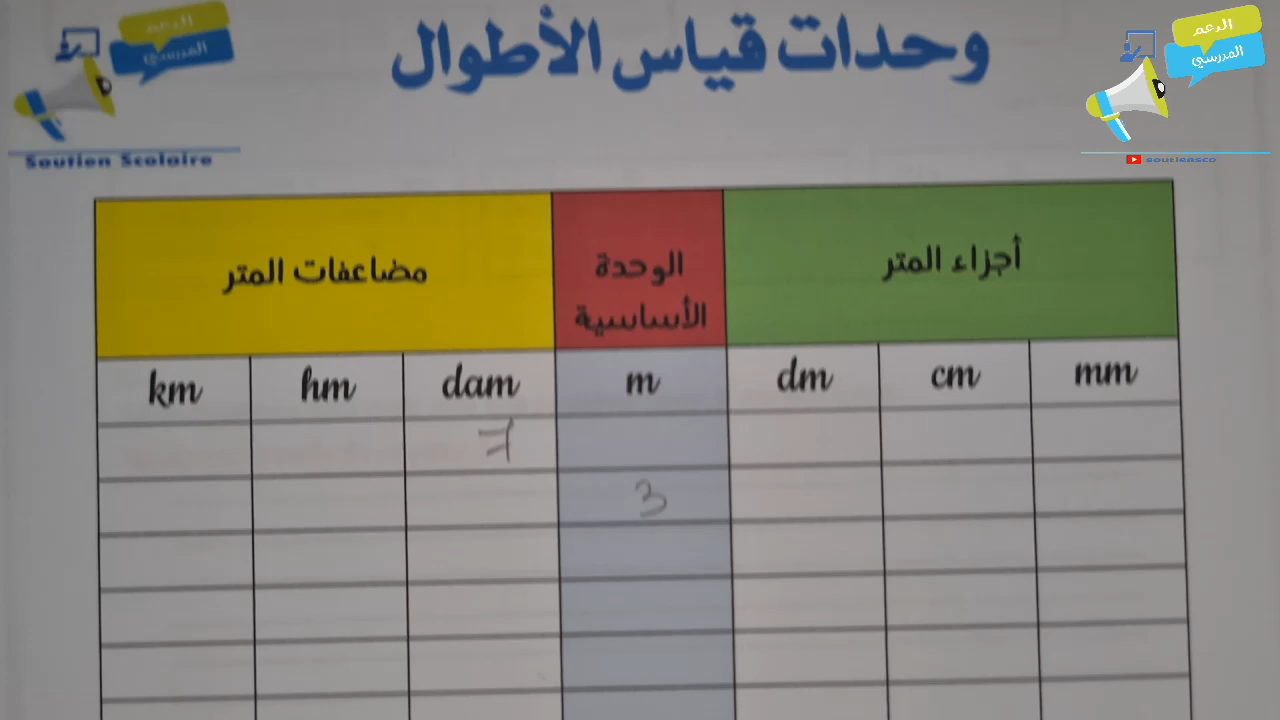 الدعم
المدرسي
Soutien Scolaire
وحدات قياس الأطوال
الدعم
المدرسي
soutiensco
مضاعفات المتر
الوحدة
الأساسية
أجزاء المتر
km hm dam m dm cm mm
7
3